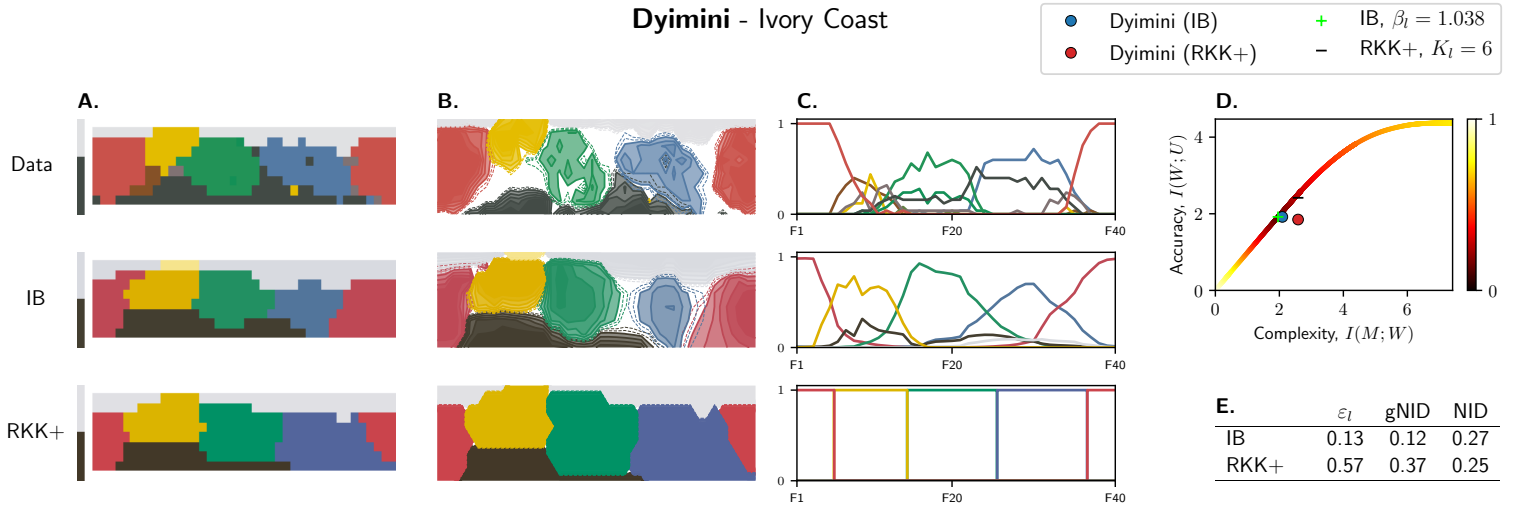 Dyimini - Ivory Coast
Dyimini (IB)
Dyimini (RKK+)
IB, β_l = 1.038
RKK+, K_l = 6
A.
B.
C.
D.
Data
IB
RKK+
1
0
F1
F20
F40
1
0
F1
F20
F40
1
0
F1
F20
F40
Accuracy, I(W; U)
4
2
0
0
2
4
6
Complexity, I(M; W)
1
0
E.
ε_l gNID NID
IB 0.13 0.12 0.27
RKK+ 0.57 0.37 0.25